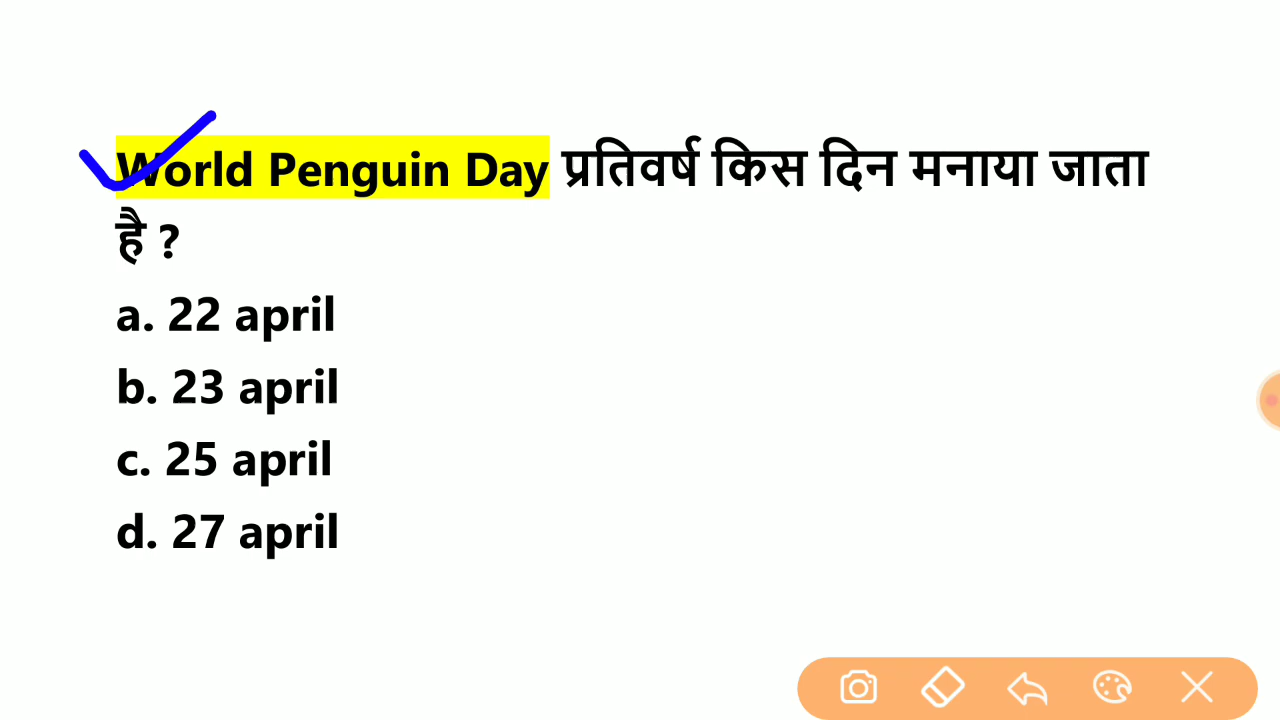 World Penguin Day प्रतिवर्ष किस दिन मनाया जाता
है ?
a. 22 april
b. 23 april
c. 25 april
d. 27 april